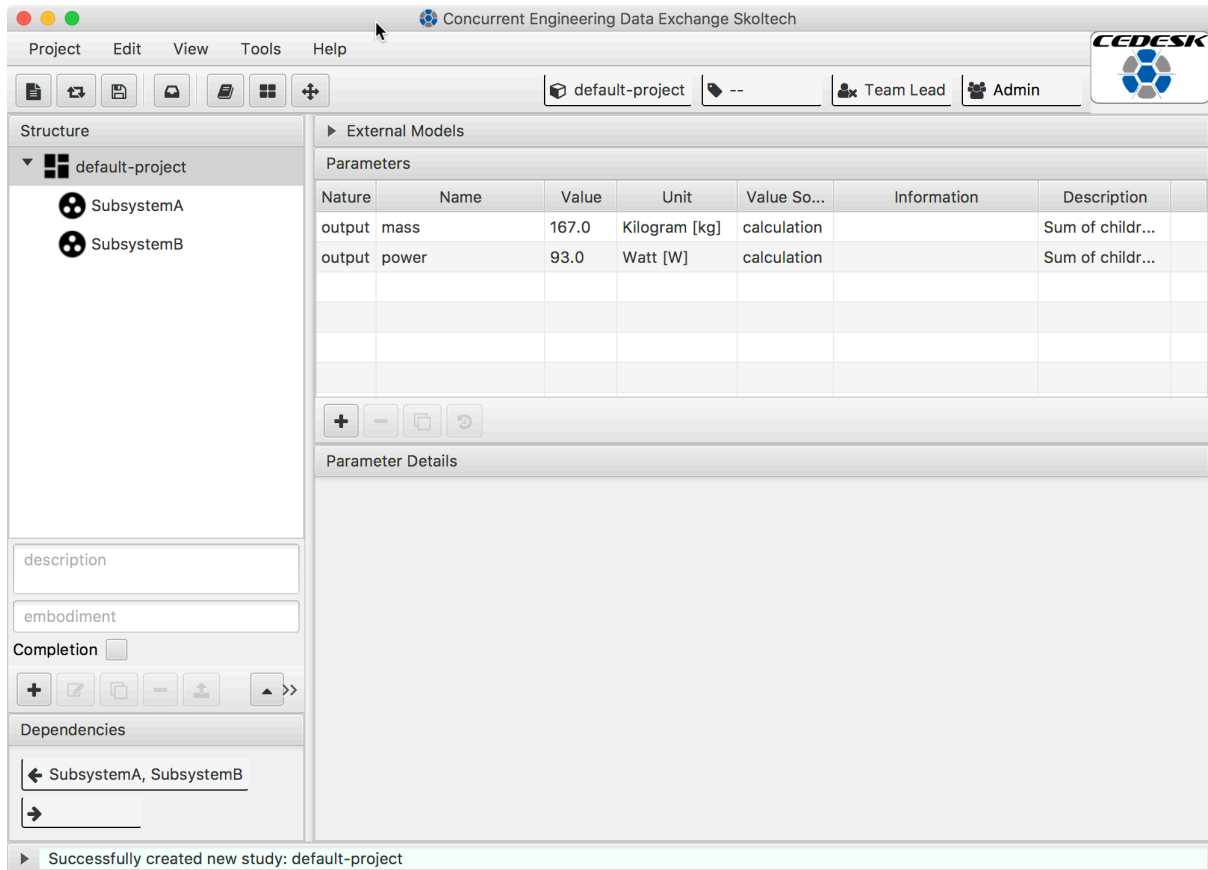 Concurrent Engineering Data Exchange Skoltech
Project Edit View Tools Help
CEDESK
default-project -- Team Lead Admin
Structure
default-project
SubsystemA
SubsystemB
External Models
Parameters
Nature Name Value Unit Value So... Information Description
output mass 167.0 Kilogram [kg] calculation Sum of childr...
output power 93.0 Watt [W] calculation Sum of childr...
Parameter Details
description
embodiment
Completion
Dependencies
SubsystemA, SubsystemB
Successfully created new study: default-project